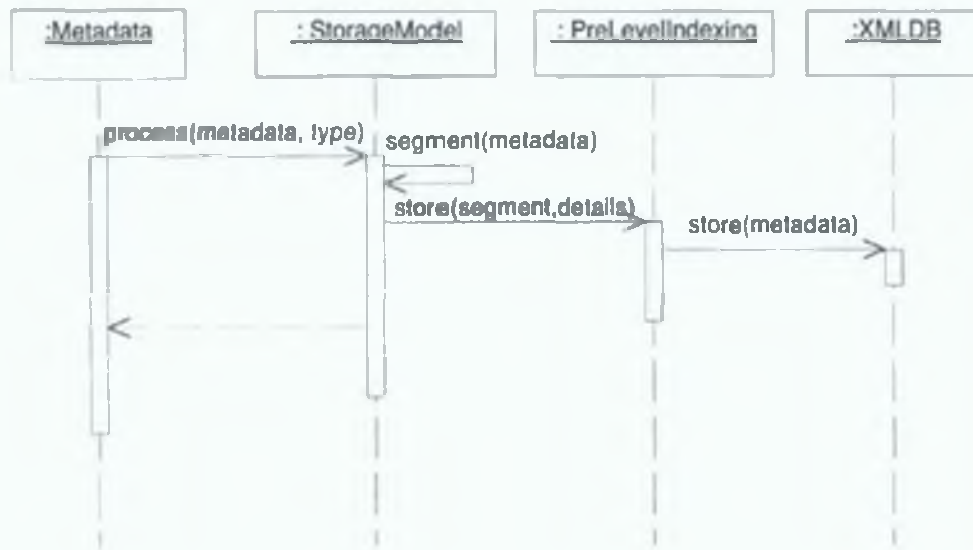 :Metadata
: StorageModel
: PreLevelIndexing
:XMLDB
process(metadata, type)
segment(metadata)
store(segment,details)
store(metadata)